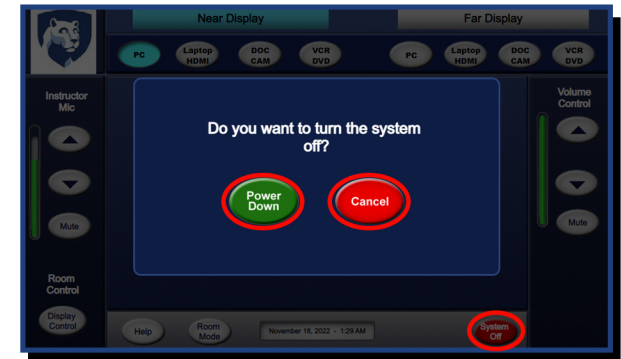 Near Display
Far Display
PC
Laptop
HDMI
DOC
CAM
VCR
DVD
PC
Laptop
HDMI
DOC
CAM
VCR
DVD
Instructor
Mic
Mute
Room
Control
Display
Control
Do you want to turn the system
off?
Power
Down
Cancel
Volume
Control
Mute
Help
Room
Mode
November 18, 2022 - 1:29 AM
System
Off